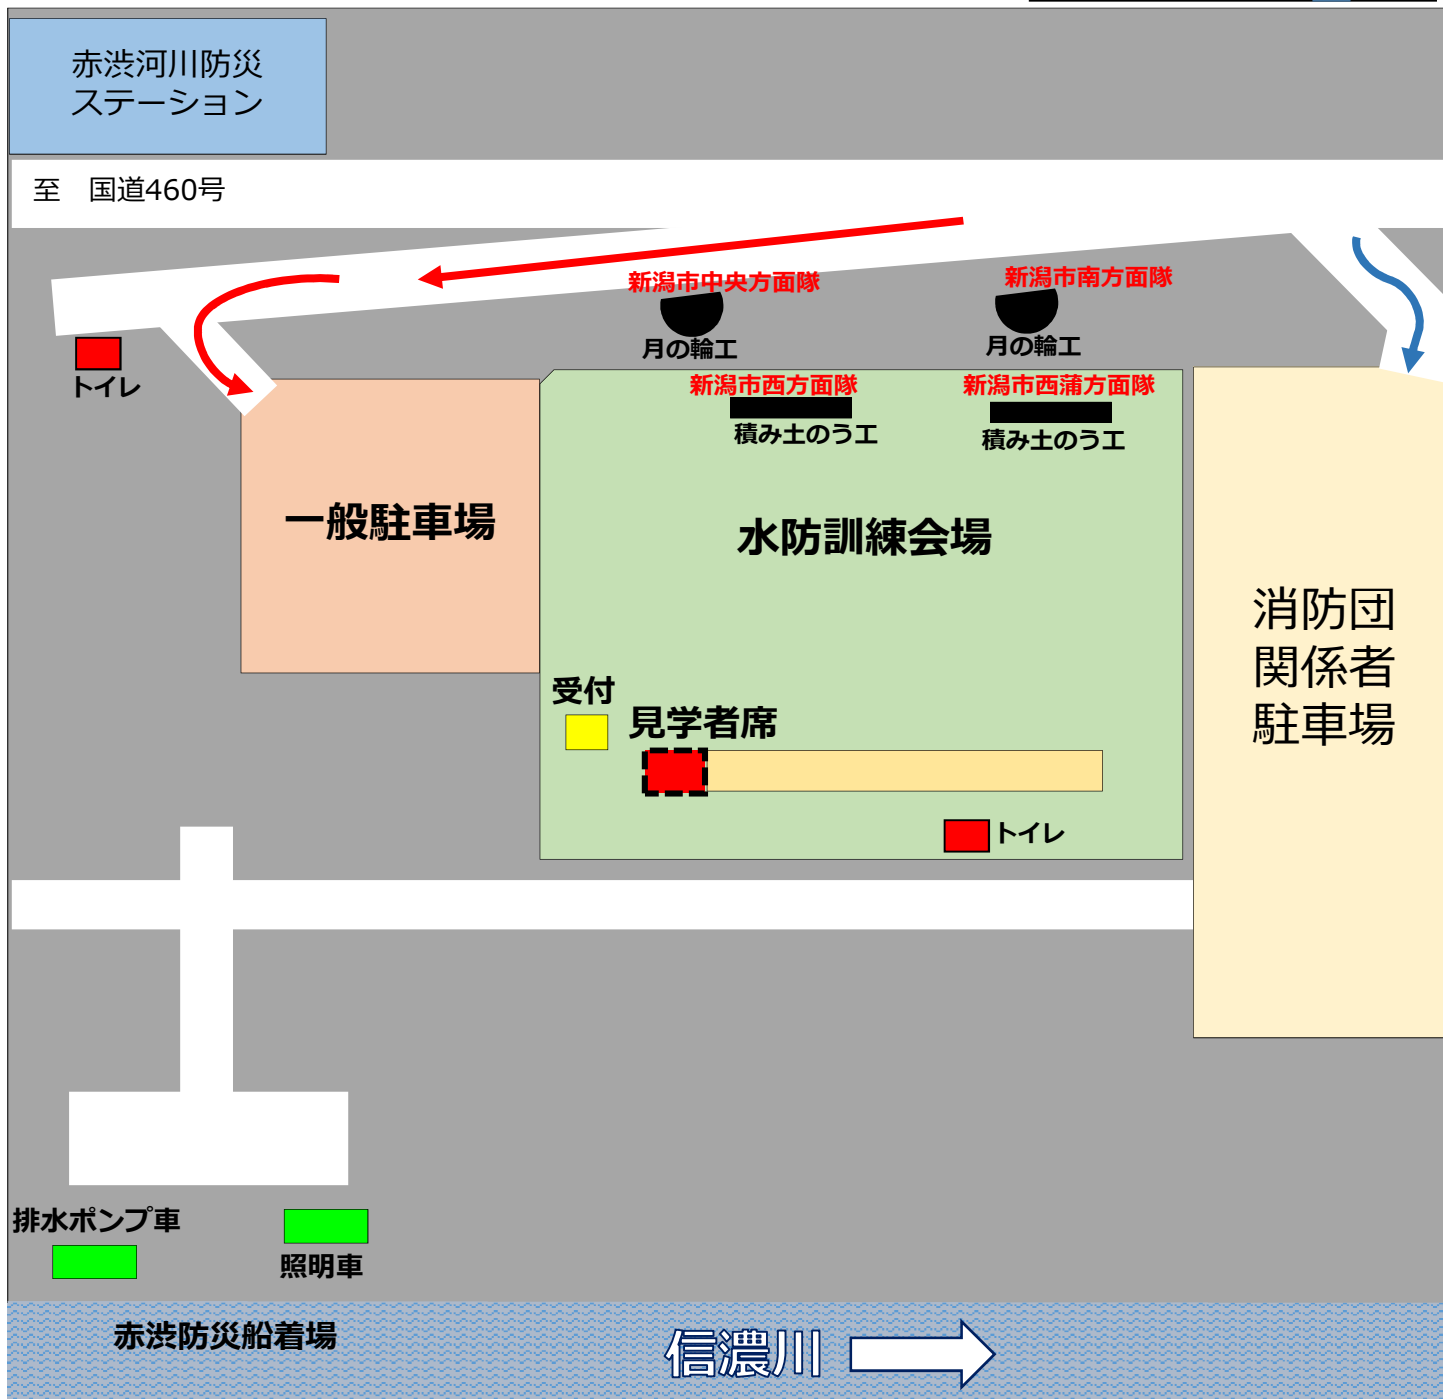 赤渋河川防災
ステーション
至　国道460号
新潟市中央方面隊
新潟市南方面隊
月の輪工
月の輪工
トイレ
新潟市西方面隊
新潟市西蒲方面隊
積み土のう工
積み土のう工
一般駐車場
水防訓練会場
消防団
関係者
駐車場
受付
見学者席
トイレ
排水ポンプ車
照明車
赤渋防災船着場
信濃川